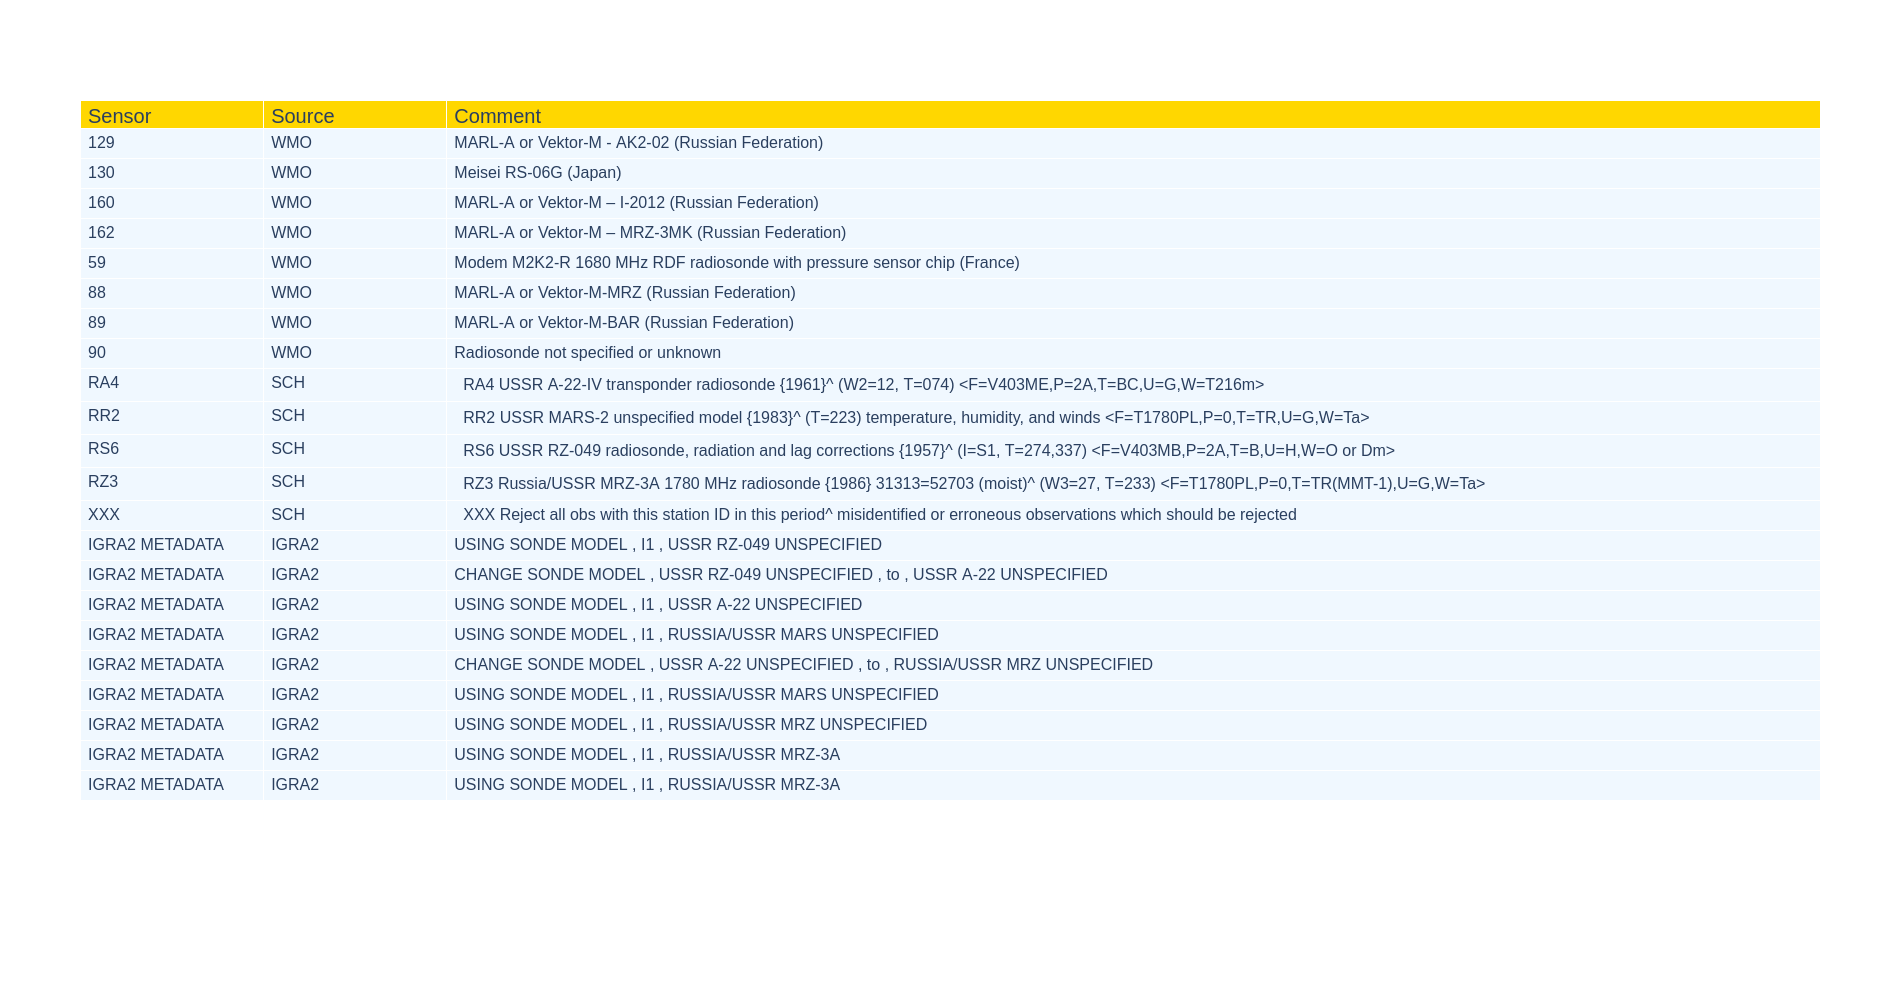 Sensor Source Comment
129 WMO MARL-A or Vektor-M - AK2-02 (Russian Federation)
130 WMO Meisei RS-06G (Japan)
160 WMO MARL-A or Vektor-M – I-2012 (Russian Federation)
162 WMO MARL-A or Vektor-M – MRZ-3MK (Russian Federation)
59 WMO Modem M2K2-R 1680 MHz RDF radiosonde with pressure sensor chip (France)
88 WMO MARL-A or Vektor-M-MRZ (Russian Federation)
89 WMO MARL-A or Vektor-M-BAR (Russian Federation)
90 WMO Radiosonde not specified or unknown
RA4 SCH RA4 USSR A-22-IV transponder radiosonde {1961}^ (W2=12, T=074) <F=V403ME,P=2A,T=BC,U=G,W=T216m>
RR2 SCH RR2 USSR MARS-2 unspecified model {1983}^ (T=223) temperature, humidity, and winds <F=T1780PL,P=0,T=TR,U=G,W=Ta>
RS6 SCH RS6 USSR RZ-049 radiosonde, radiation and lag corrections {1957}^ (I=S1, T=274,337) <F=V403MB,P=2A,T=B,U=H,W=O or Dm>
RZ3 SCH RZ3 Russia/USSR MRZ-3A 1780 MHz radiosonde {1986} 31313=52703 (moist)^ (W3=27, T=233) <F=T1780PL,P=0,T=TR(MMT-1),U=G,W=Ta>
XXX SCH XXX Reject all obs with this station ID in this period^ misidentified or erroneous observations which should be rejected
IGRA2 METADATA IGRA2 USING SONDE MODEL , I1 , USSR RZ-049 UNSPECIFIED
IGRA2 METADATA IGRA2 CHANGE SONDE MODEL , USSR RZ-049 UNSPECIFIED , to , USSR A-22 UNSPECIFIED
IGRA2 METADATA IGRA2 USING SONDE MODEL , I1 , USSR A-22 UNSPECIFIED
IGRA2 METADATA IGRA2 USING SONDE MODEL , I1 , RUSSIA/USSR MARS UNSPECIFIED
IGRA2 METADATA IGRA2 CHANGE SONDE MODEL , USSR A-22 UNSPECIFIED , to , RUSSIA/USSR MRZ UNSPECIFIED
IGRA2 METADATA IGRA2 USING SONDE MODEL , I1 , RUSSIA/USSR MARS UNSPECIFIED
IGRA2 METADATA IGRA2 USING SONDE MODEL , I1 , RUSSIA/USSR MRZ UNSPECIFIED
IGRA2 METADATA IGRA2 USING SONDE MODEL , I1 , RUSSIA/USSR MRZ-3A
IGRA2 METADATA IGRA2 USING SONDE MODEL , I1 , RUSSIA/USSR MRZ-3A